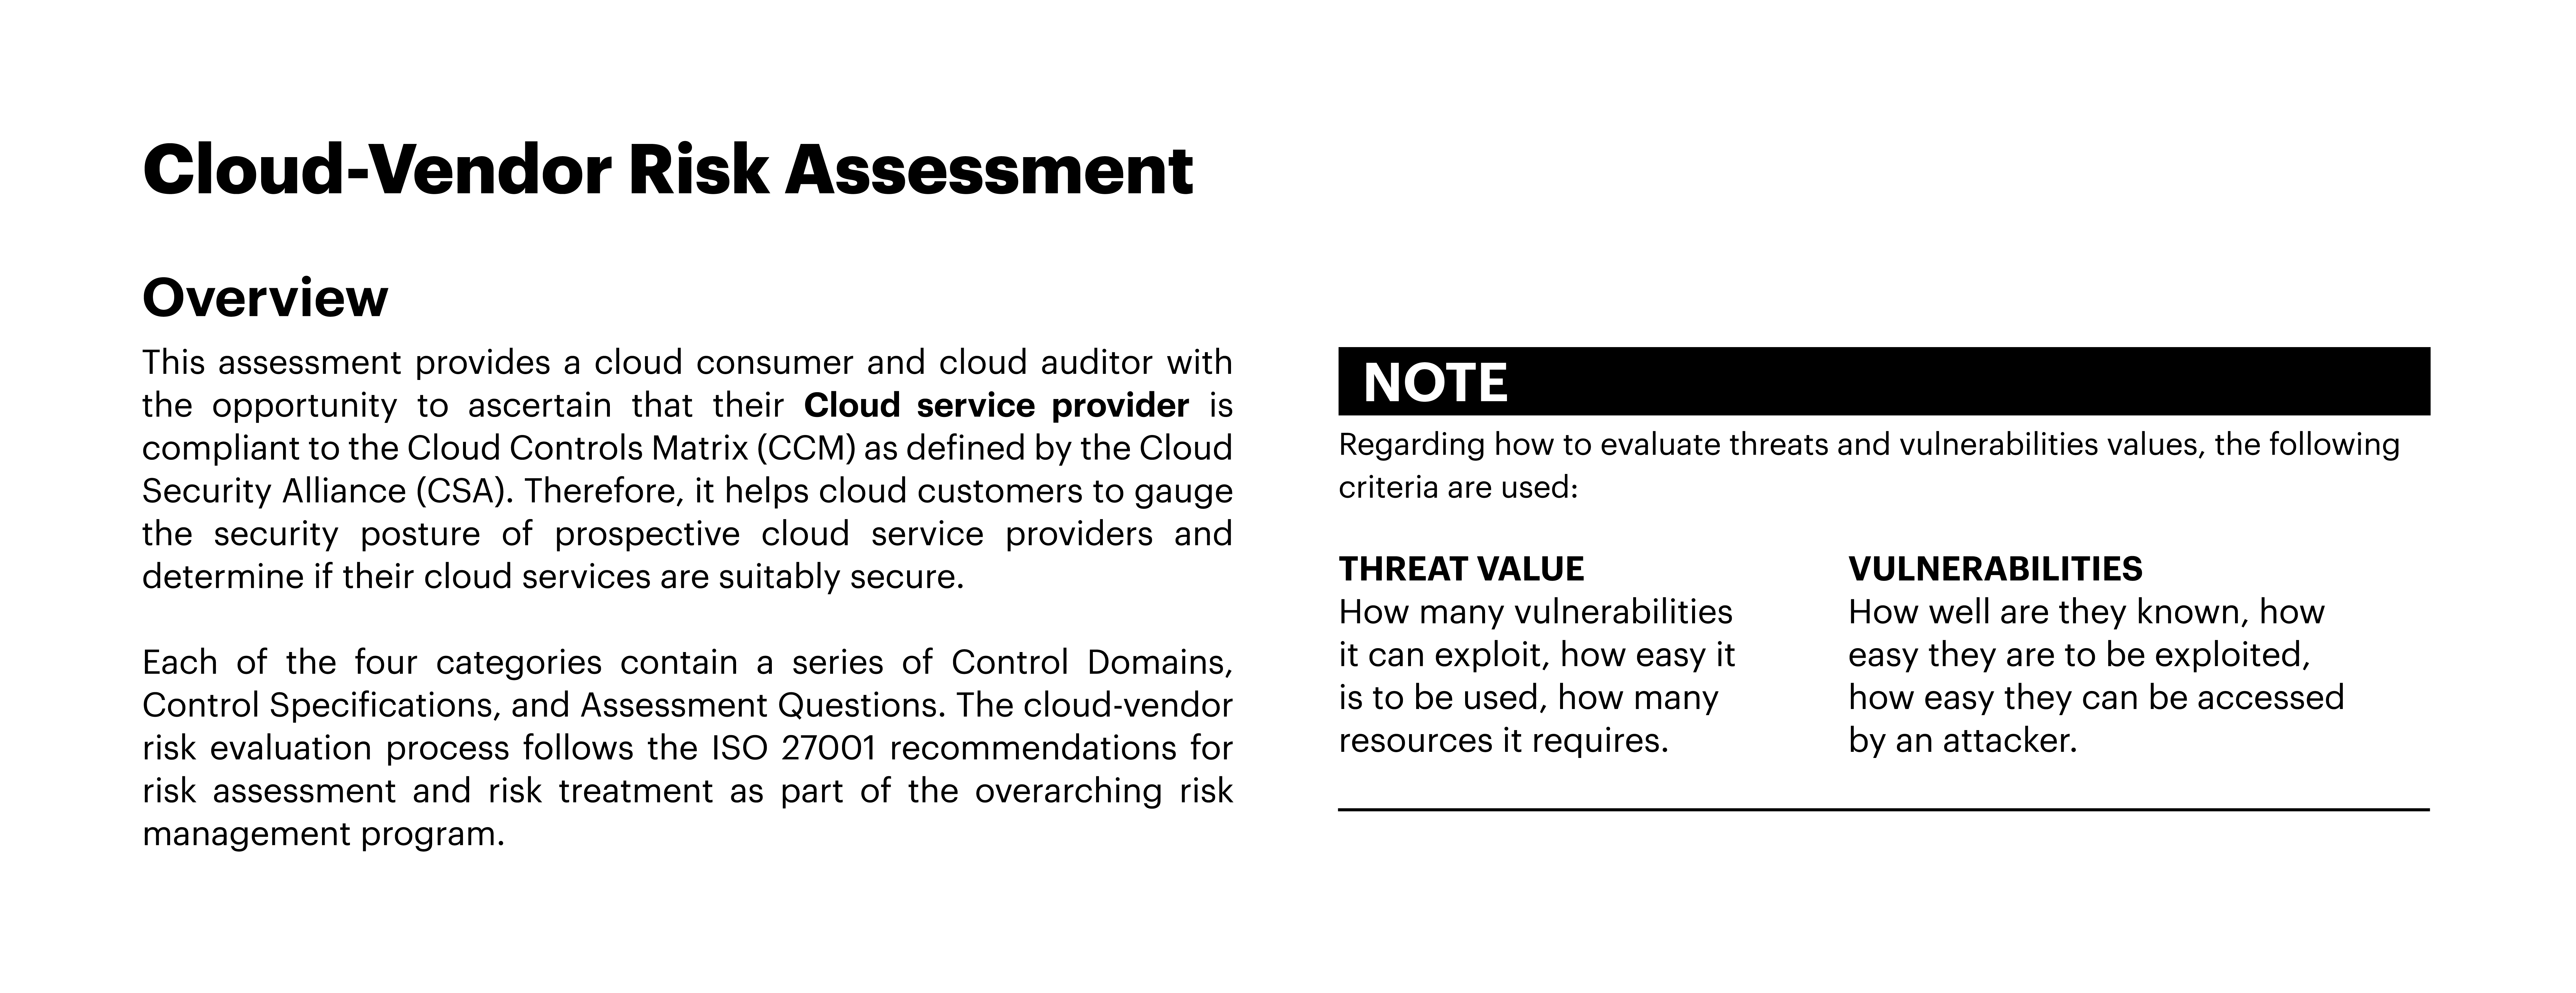 Cloud-Vendor Risk Assessment
Overview
This assessment provides a cloud consumer and cloud auditor with
the opportunity to ascertain that their Cloud service provider is
compliant to the Cloud Controls Matrix (CCM) as defined by the Cloud
Security Alliance (CSA). Therefore, it helps cloud customers to gauge
the security posture of prospective cloud service providers and
determine if their cloud services are suitably secure.
Each of the four categories contain a series of Control Domains,
Control Specifications, and Assessment Questions. The cloud-vendor
risk evaluation process follows the ISO 27001 recommendations for
risk assessment and risk treatment as part of the overarching risk
management program.
NOTE
Regarding how to evaluate threats and vulnerabilities values, the following
criteria are used:
THREAT VALUE
How many vulnerabilities
it can exploit, how easy it
is to be used, how many
resources it requires.
VULNERABILITIES
How well are they known, how
easy they are to be exploited,
how easy they can be accessed
by an attacker.